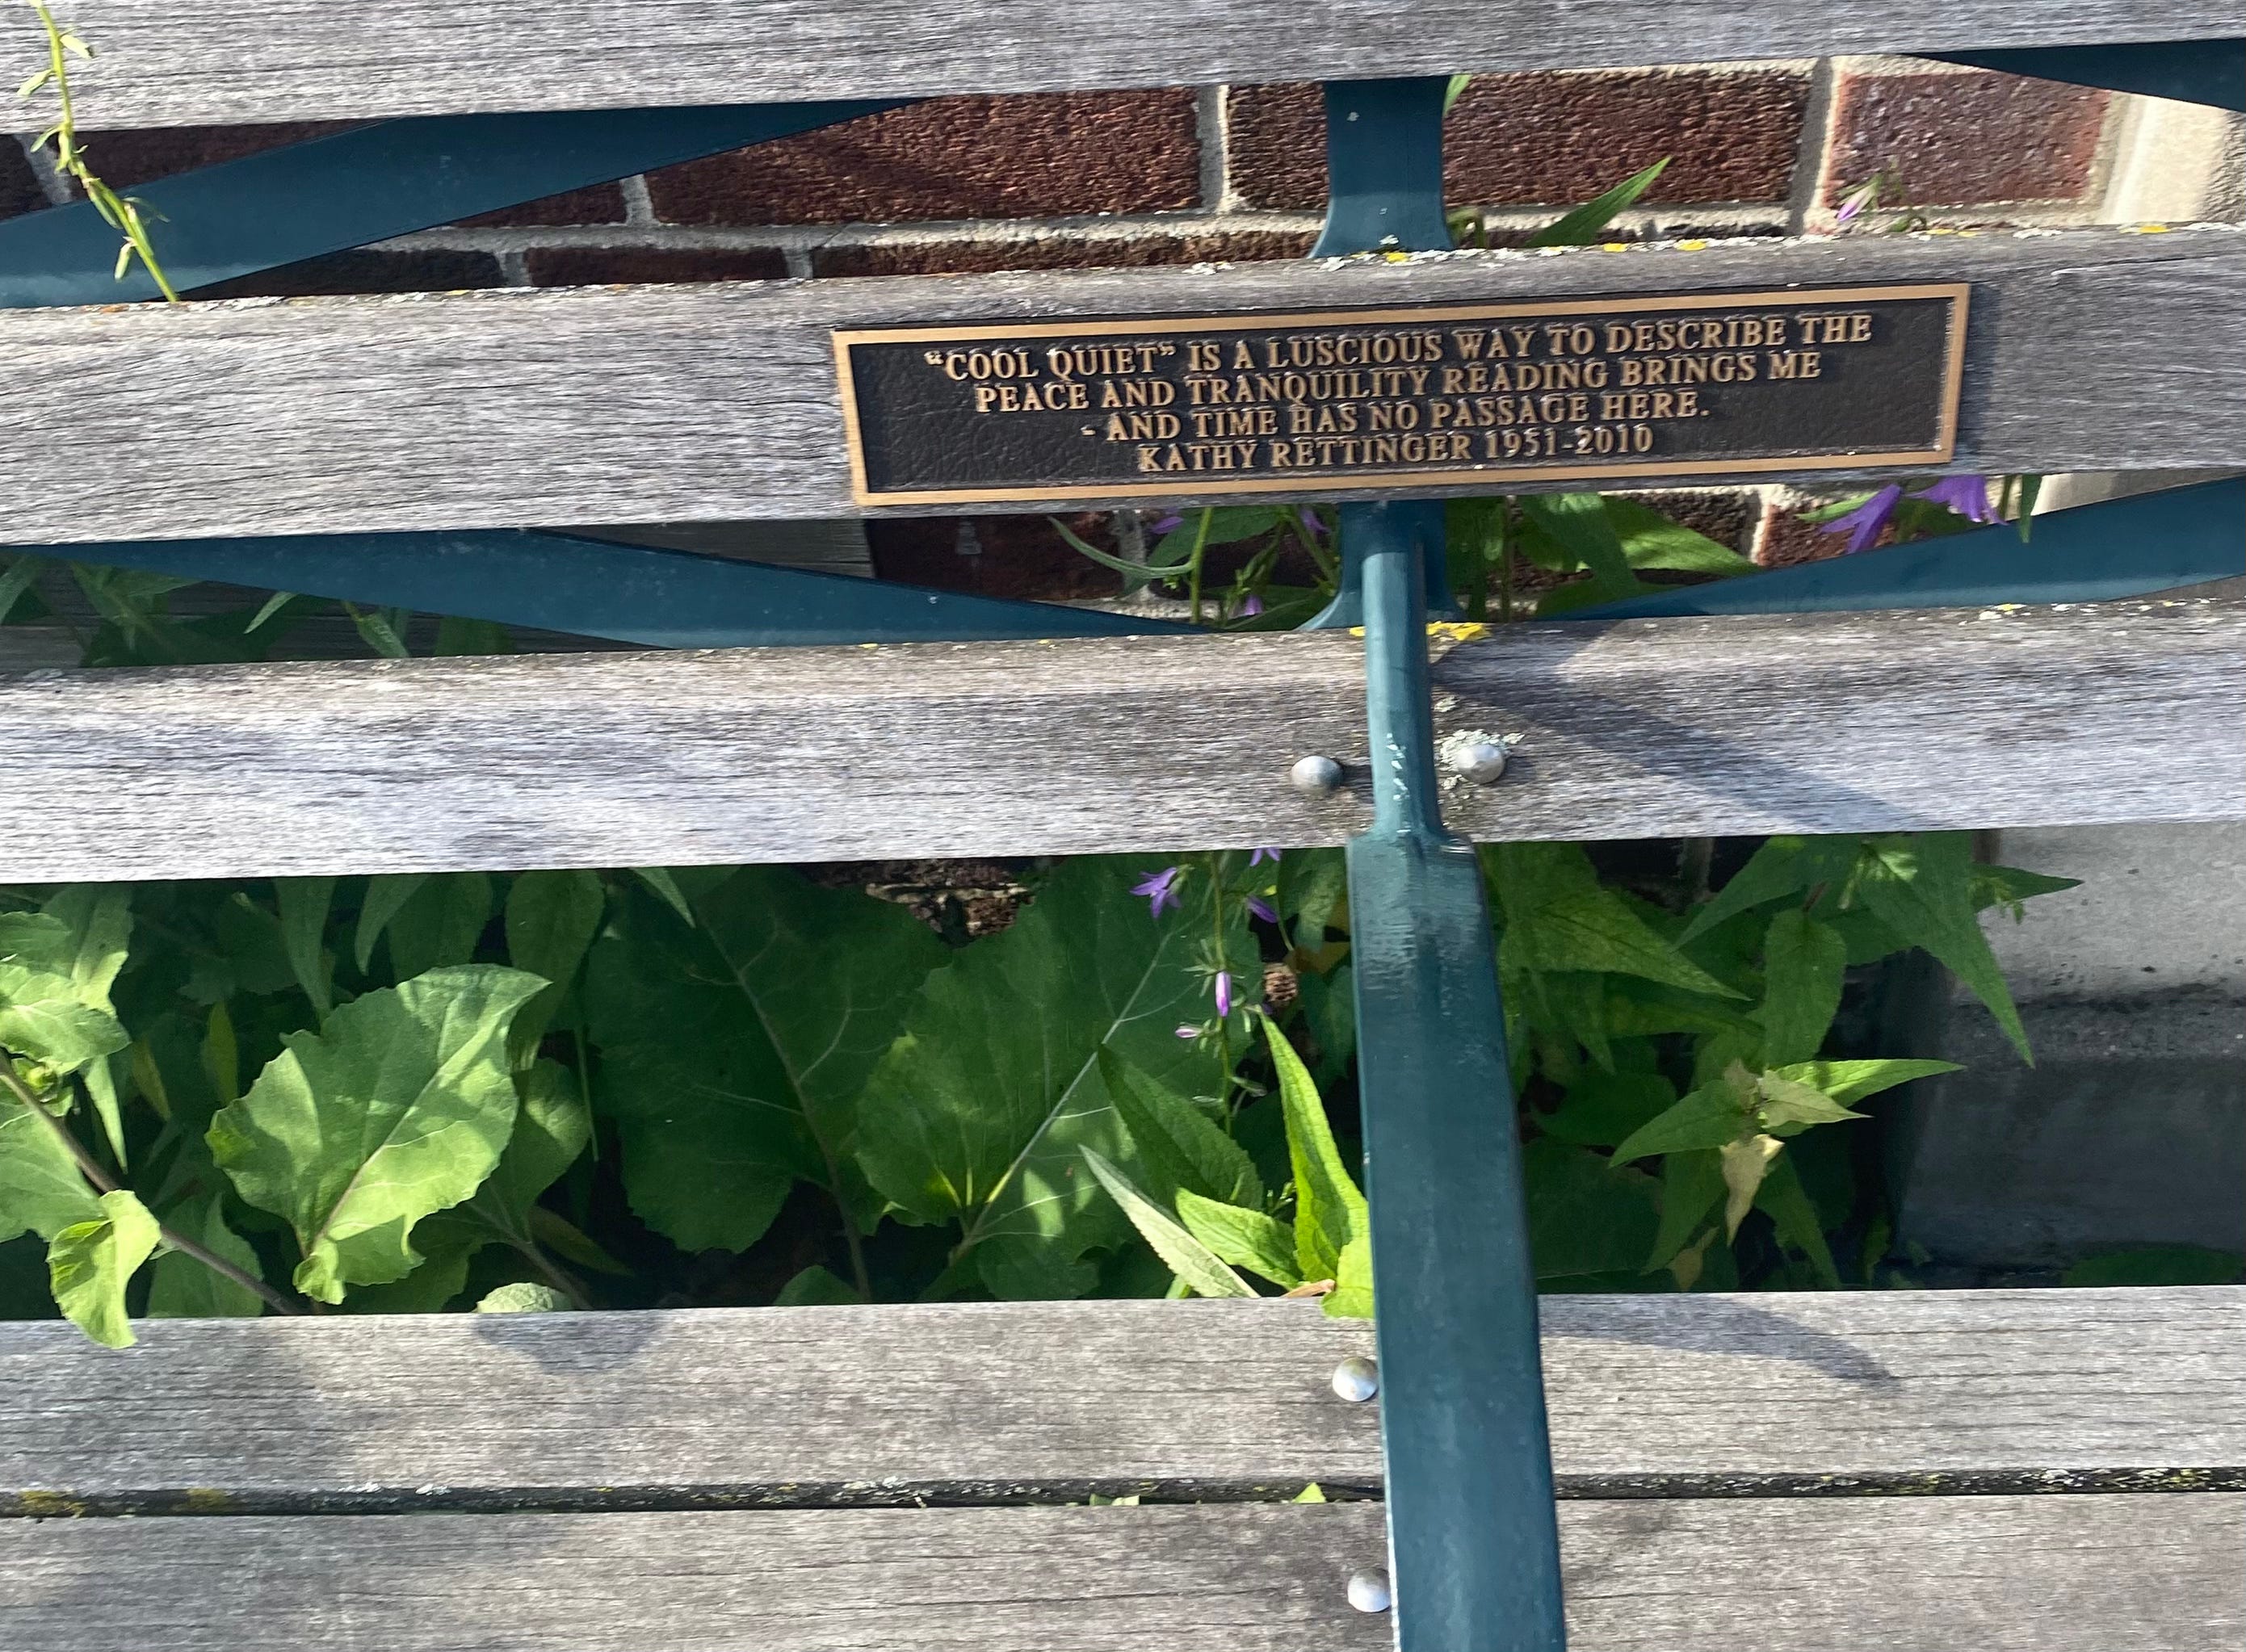 “COOL QUIET” IS A LUSCIOUS WAY TO DESCRIBE THE
PEACE AND TRANQUILITY READING BRINGS ME
- AND TIME HAS NO PASSAGE HERE.
KATHY RETTINGER 1951-2010